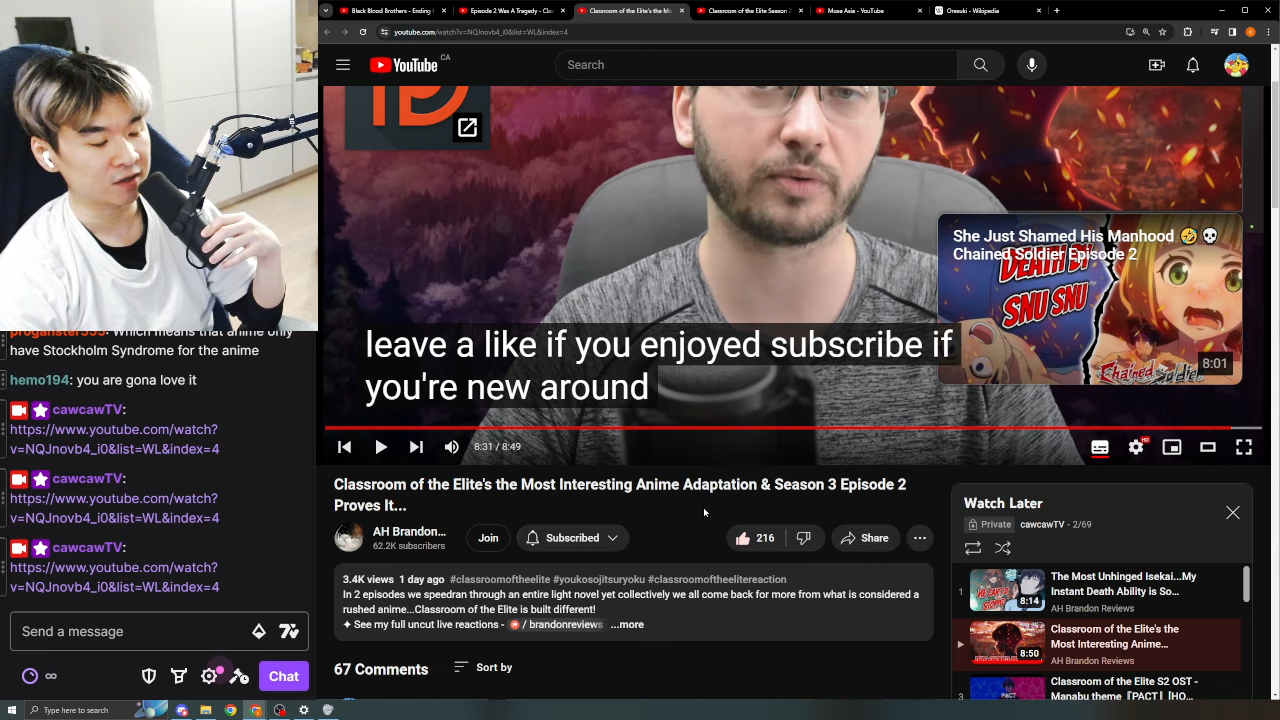 Black Blood Brothers - Ending
Episode 2 Was A Tragedy - Cla
Classroom of the Elite's the Mo
Classroom of the Elite Season
Muse Asia - YouTube
Oresuki - Wikipedia
youtube.com/watch?v=NQJnovb4_i0&list=WL&index=4
YouTube CA
Search
She Just Shamed His Manhood 🤣 💀
Chained Soldier Episode 2
DEATH BY
SNU SNU
Chained Soldier
8:01
leave a like if you enjoyed subscribe if
you're new around
8:31 / 8:49
HD
Classroom of the Elite's the Most Interesting Anime Adaptation & Season 3 Episode 2
Proves It...
AH Brandon...
62.2K subscribers
Join
Subscribed
216
Share
3.4K views 1 day ago #classroomoftheelite #youkosojitsuryoku #classroomoftheelitereaction
In 2 episodes we speedran through an entire light novel yet collectively we all come back for more from what is considered a
rushed anime...Classroom of the Elite is built different!
✦ See my full uncut live reactions - / brandonreviews ...more
67 Comments
Sort by
Watch Later
Private cawcawTV - 2/69
1
8:14
The Most Unhinged Isekai...My
Instant Death Ability is So...
AH Brandon Reviews
8:50
Classroom of the Elite's the
Most Interesting Anime...
AH Brandon Reviews
3
PACT
Classroom of the Elite S2 OST -
Manabu theme『PACT』[HQ...
proganster555: Which means that anime only
have Stockholm Syndrome for the anime
hemo194: you are gona love it
cawcawTV:
https://www.youtube.com/watch?
v=NQJnovb4_i0&list=WL&index=4
cawcawTV:
https://www.youtube.com/watch?
v=NQJnovb4_i0&list=WL&index=4
cawcawTV:
https://www.youtube.com/watch?
v=NQJnovb4_i0&list=WL&index=4
Send a message
∞
Chat
Type here to search